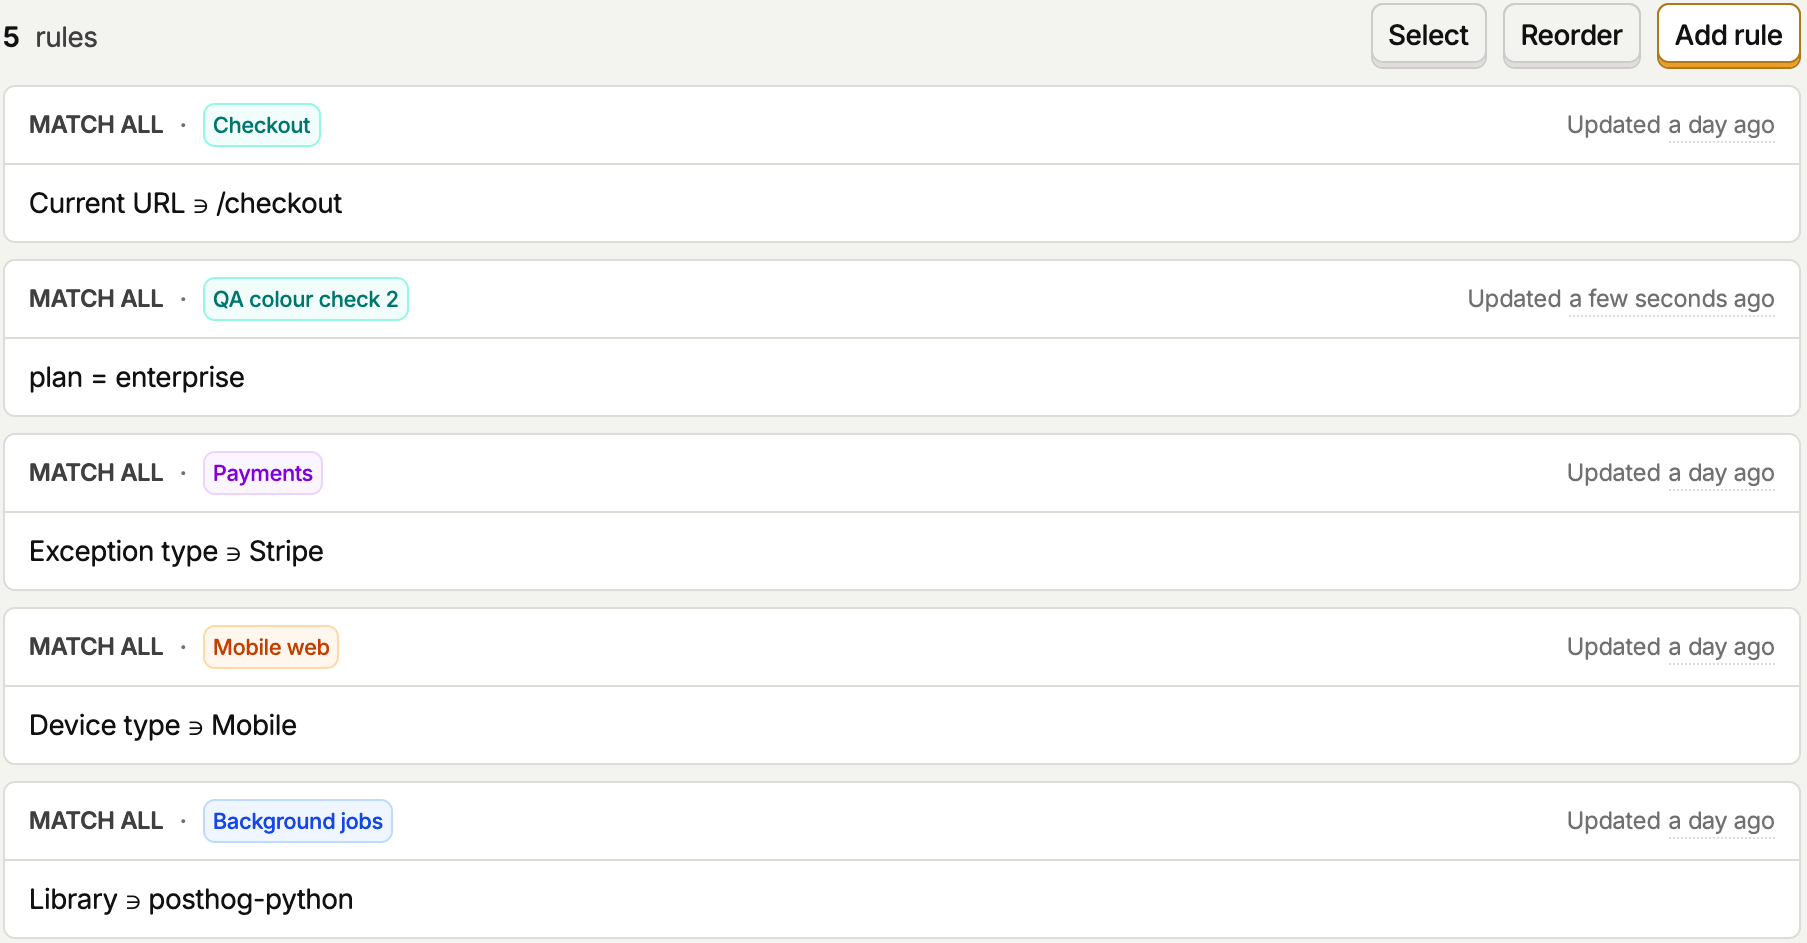 5 rules
Select
Reorder
Add rule
MATCH ALL · Checkout
Updated a day ago
Current URL ∋ /checkout
MATCH ALL · QA colour check 2
Updated a few seconds ago
plan = enterprise
MATCH ALL · Payments
Updated a day ago
Exception type ∋ Stripe
MATCH ALL · Mobile web
Updated a day ago
Device type ∋ Mobile
MATCH ALL · Background jobs
Updated a day ago
Library ∋ posthog-python